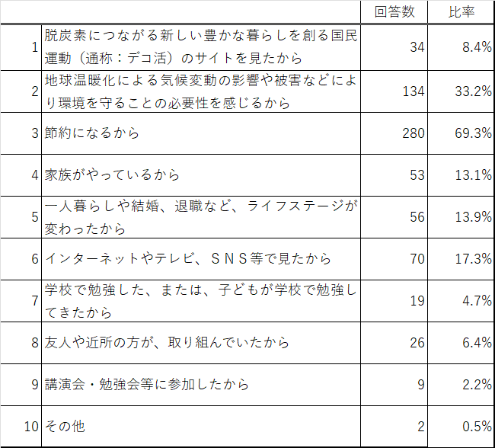 回答数 比率
1 脱炭素につながる新しい豊かな暮らしを創る国民
運動（通称：デコ活）のサイトを見たから 34 8.4%
2 地球温暖化による気候変動の影響や被害などによ
り環境を守ることの必要性を感じるから 134 33.2%
3 節約になるから 280 69.3%
4 家族がやっているから 53 13.1%
5 一人暮らしや結婚、退職など、ライフステージが
変わったから 56 13.9%
6 インターネットやテレビ、ＳＮＳ等で見たから 70 17.3%
7 学校で勉強した、または、子どもが学校で勉強し
てきたから 19 4.7%
8 友人や近所の方が、取り組んでいたから 26 6.4%
9 講演会・勉強会等に参加したから 9 2.2%
10 その他 2 0.5%